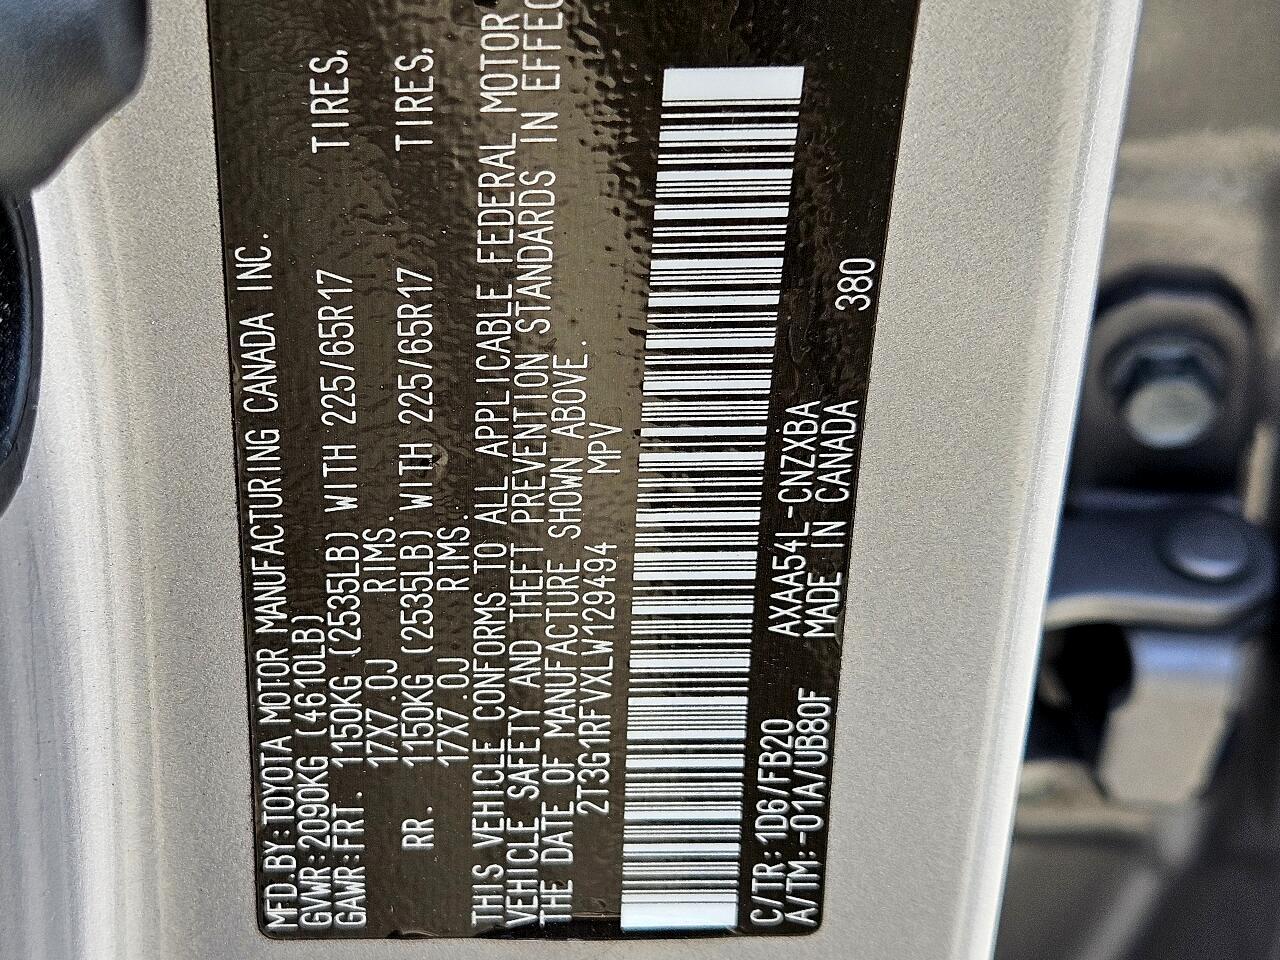 MFD.BY:TOYOTA MOTOR MANUFACTURING CANADA INC.
GVWR:2090KG (4610LB)
GAWR:FRT. 1150KG (2535LB) WITH 225/65R17 TIRES,
17X7.0J RIMS.
RR. 1150KG (2535LB) WITH 225/65R17 TIRES,
17X7.0J RIMS.
THIS VEHICLE CONFORMS TO ALL APPLICABLE FEDERAL MOTOR
VEHICLE SAFETY AND THEFT PREVENTION STANDARDS IN EFFEC
THE DATE OF MANUFACTURE SHOWN ABOVE.
2T3G1RFVXLW129494 MPV
C/TR:1D6/FB20 AXAA54L-CNZXBA
A/TM:-01A/UB80F MADE IN CANADA 380